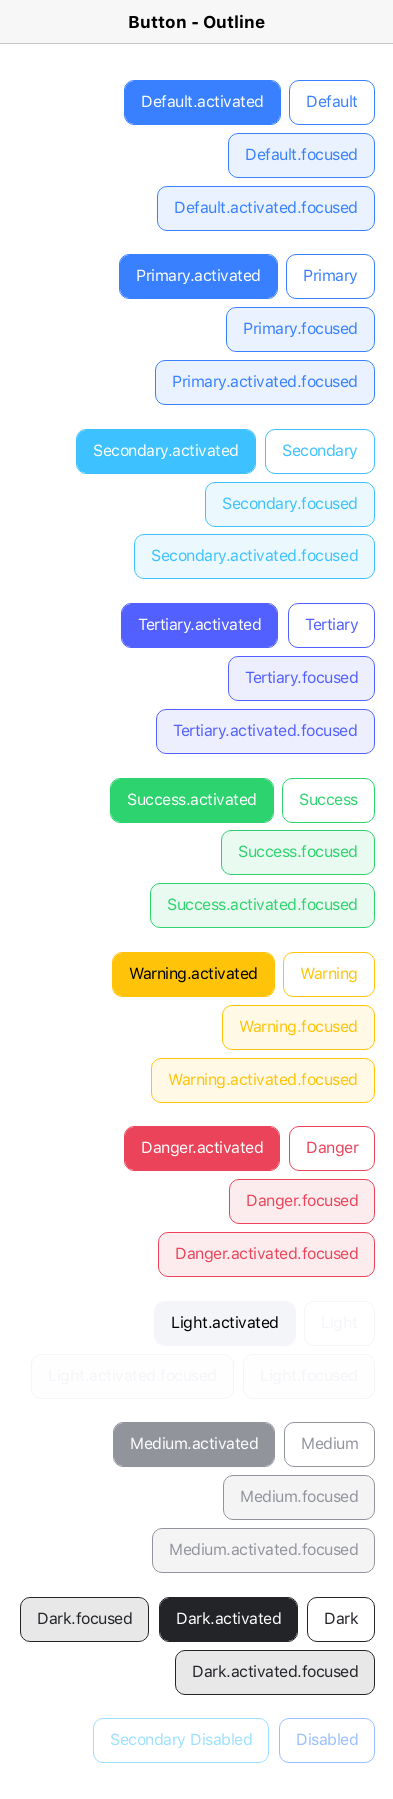 Button - Outline
Default.activated Default
Default.focused
Default.activated.focused
Primary.activated Primary
Primary.focused
Primary.activated.focused
Secondary.activated Secondary
Secondary.focused
Secondary.activated.focused
Tertiary.activated Tertiary
Tertiary.focused
Tertiary.activated.focused
Success.activated Success
Success.focused
Success.activated.focused
Warning.activated Warning
Warning.focused
Warning.activated.focused
Danger.activated Danger
Danger.focused
Danger.activated.focused
Light.activated Light
Light.activated.focused Light.focused
Medium.activated Medium
Medium.focused
Medium.activated.focused
Dark.focused Dark.activated Dark
Dark.activated.focused
Secondary Disabled Disabled